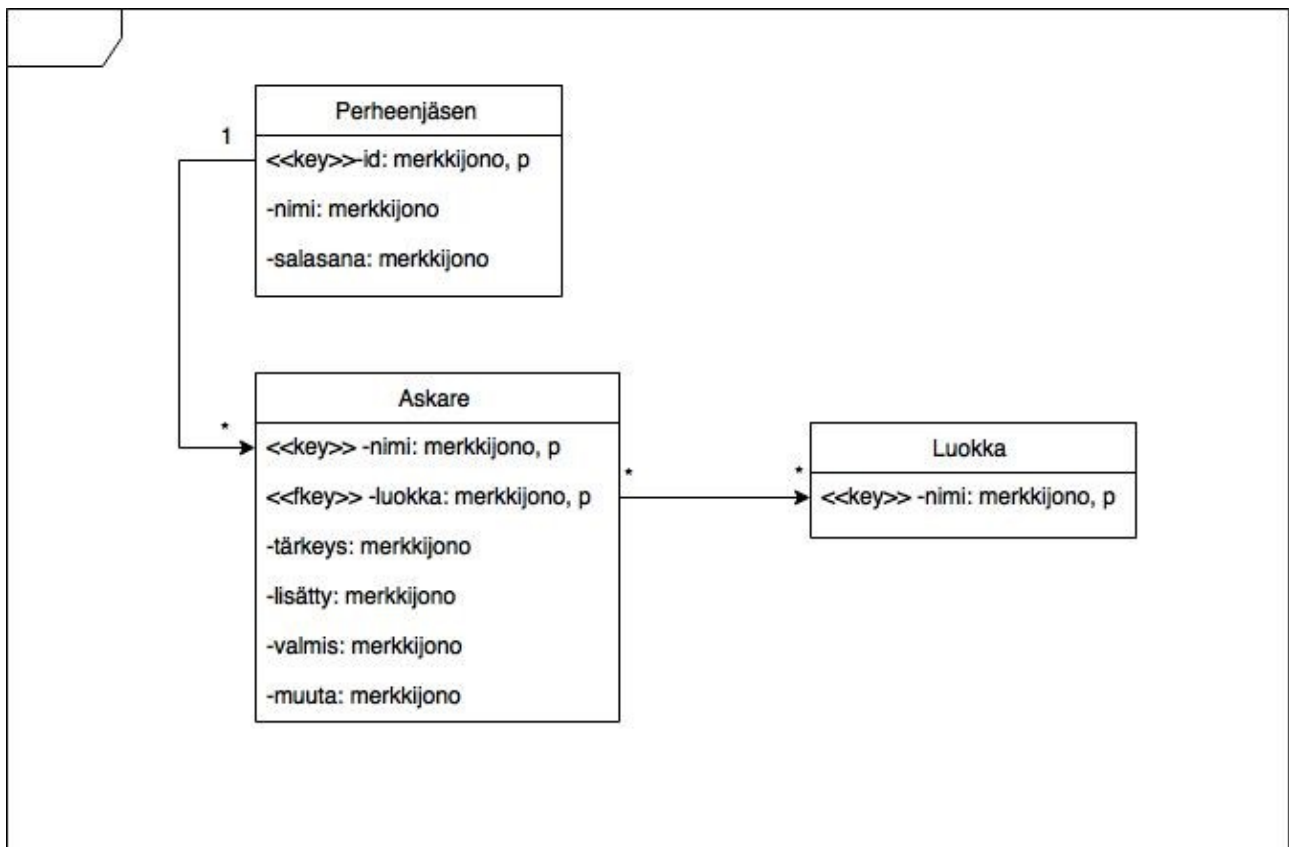 Perheenjäsen
1
<<key>>-id: merkkijono, p
-nimi: merkkijono
-salasana: merkkijono
Askare
*
<<key>> -nimi: merkkijono, p
<<fkey>> -luokka: merkkijono, p
-tärkeys: merkkijono
-lisätty: merkkijono
-valmis: merkkijono
-muuta: merkkijono
*
*
Luokka
<<key>> -nimi: merkkijono, p